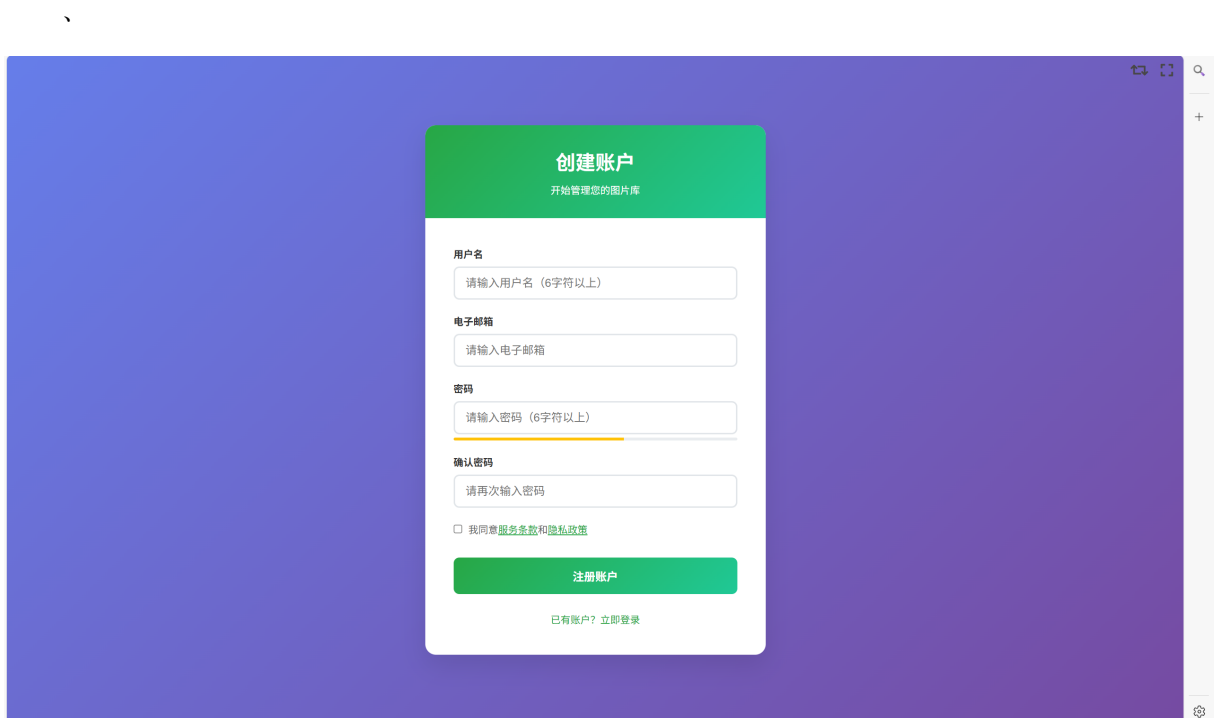 、
创建账户
开始管理您的图片库
用户名
请输入用户名（6字符以上）
电子邮箱
请输入电子邮箱
密码
请输入密码（6字符以上）
确认密码
请再次输入密码
我同意服务条款和隐私政策
注册账户
已有账户？立即登录